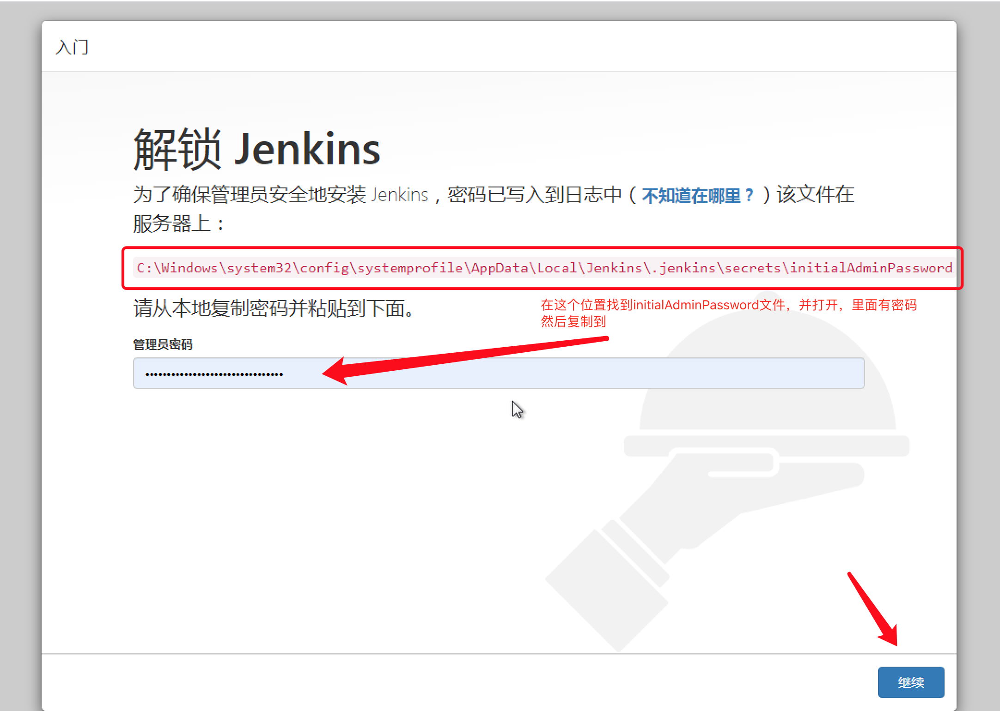 入门
解锁 Jenkins
为了确保管理员安全地安装 Jenkins，密码已写入到日志中（不知道在哪里？）该文件在
服务器上：
C:\Windows\system32\config\systemprofile\AppData\Local\Jenkins\.jenkins\secrets\initialAdminPassword
请从本地复制密码并粘贴到下面。
在这个位置找到initialAdminPassword文件，并打开，里面有密码
然后复制到
管理员密码
继续